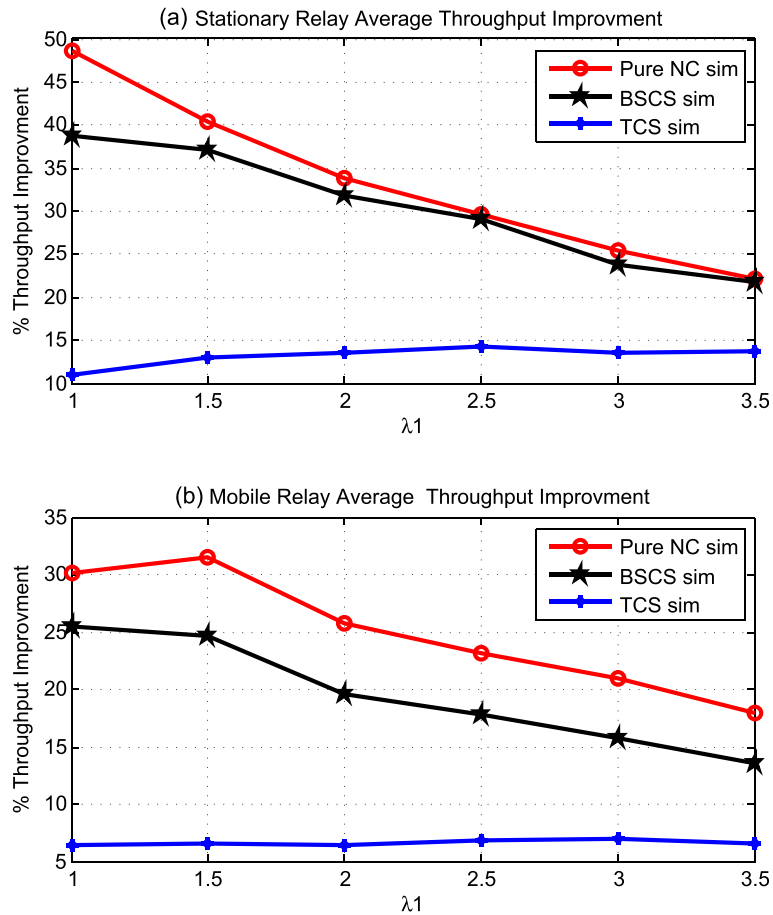 (a) Stationary Relay Average Throughput Improvment
50
45
40
35
30
25
20
15
10
% Throughput Improvment
Pure NC sim
BSCS sim
TCS sim
1 1.5 2 2.5 3 3.5
λ1
(b) Mobile Relay Average Throughput Improvment
35
30
25
20
15
10
5
% Throughput Improvment
Pure NC sim
BSCS sim
TCS sim
1 1.5 2 2.5 3 3.5
λ1